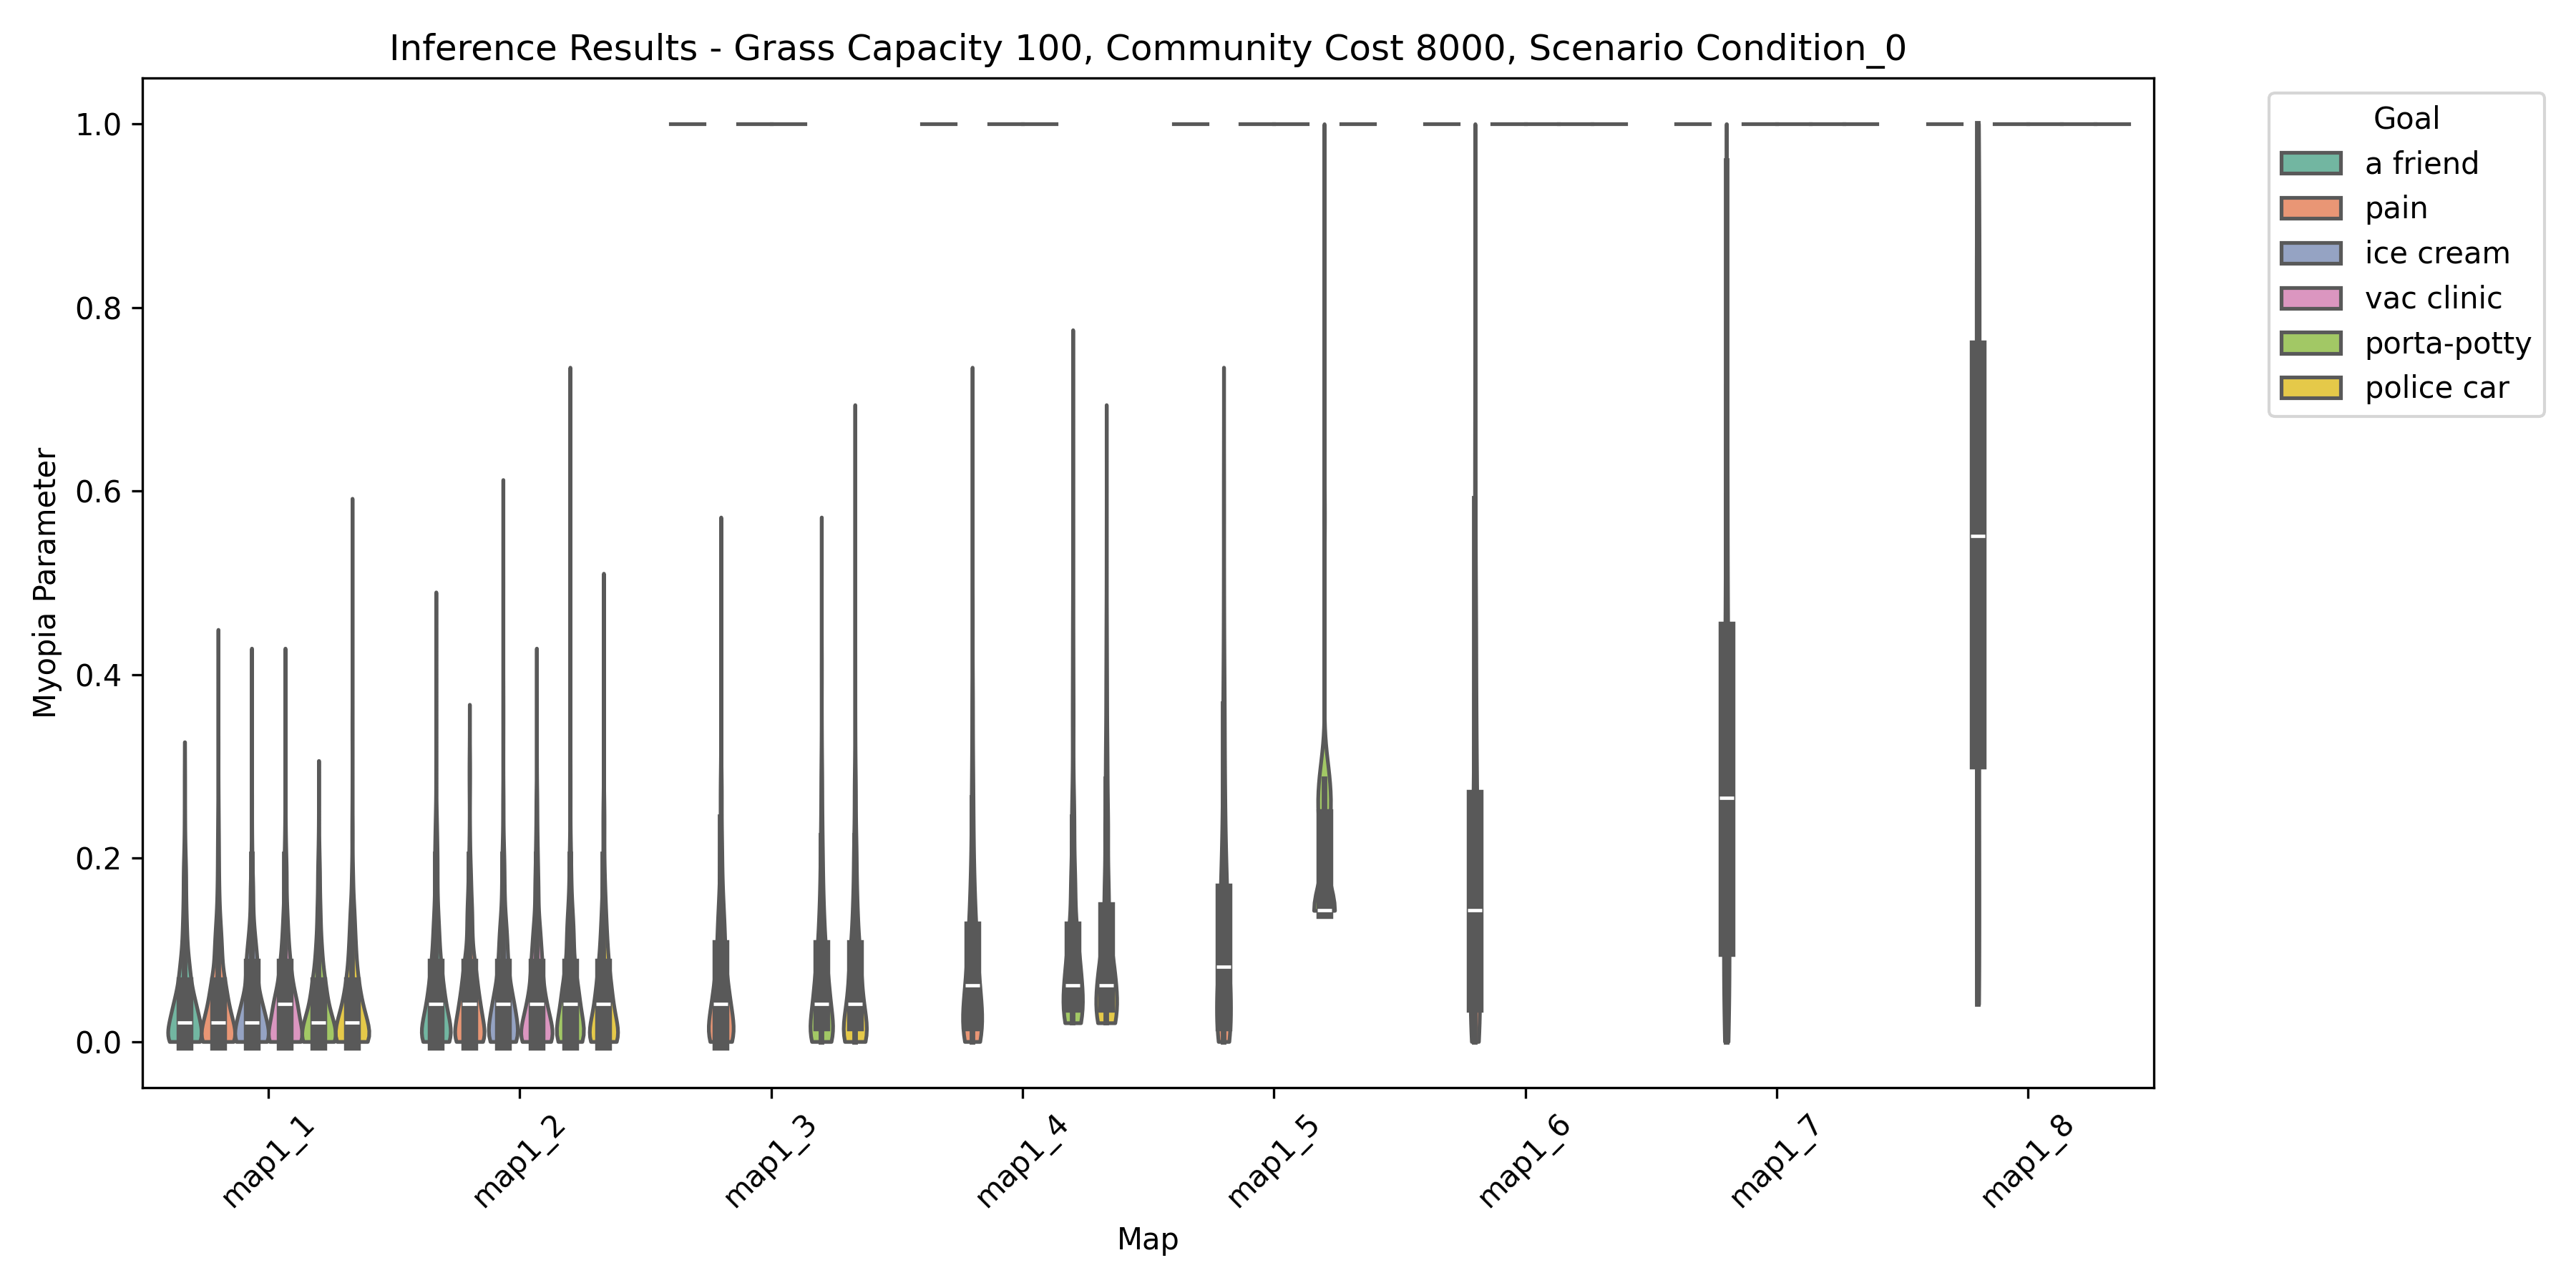 Inference Results - Grass Capacity 100, Community Cost 8000, Scenario Condition_0
Myopia Parameter
1.0
0.8
0.6
0.4
0.2
0.0
map1_1
map1_2
map1_3
map1_4
map1_5
map1_6
map1_7
map1_8
Map
Goal
a friend
pain
ice cream
vac clinic
porta-potty
police car